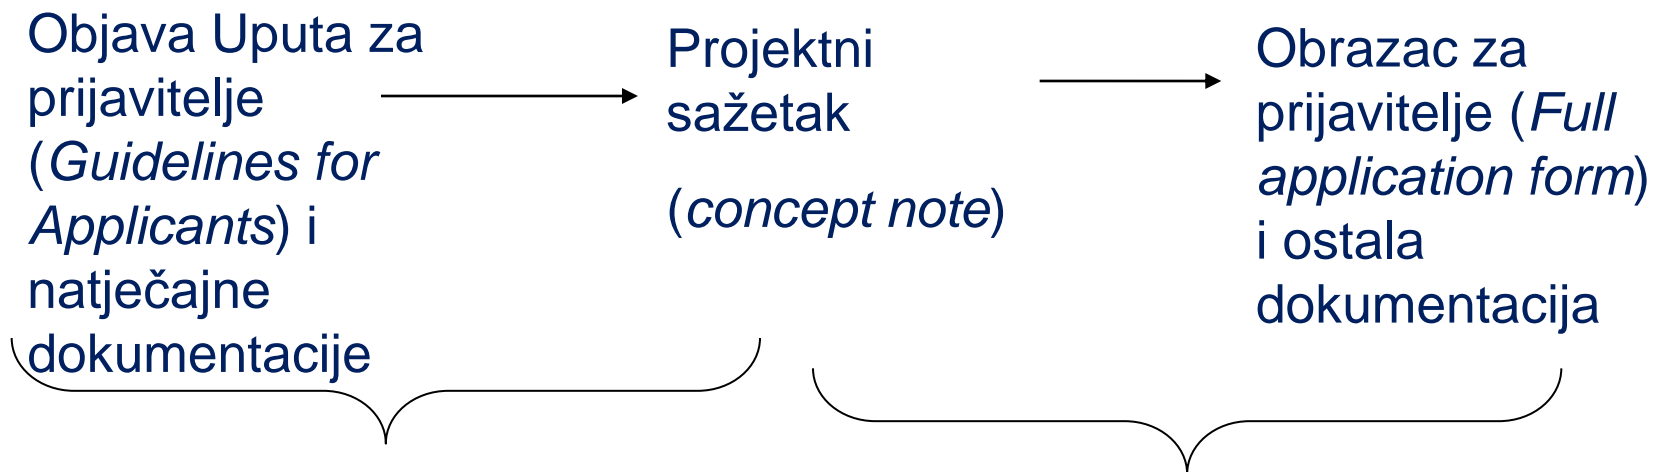 Objava Uputa za
prijavitelje
(Guidelines for
Applicants) i
natječajne
dokumentacije
Projektni
sažetak
(concept note)
Obrazac za
prijavitelje (Full
application form)
i ostala
dokumentacija